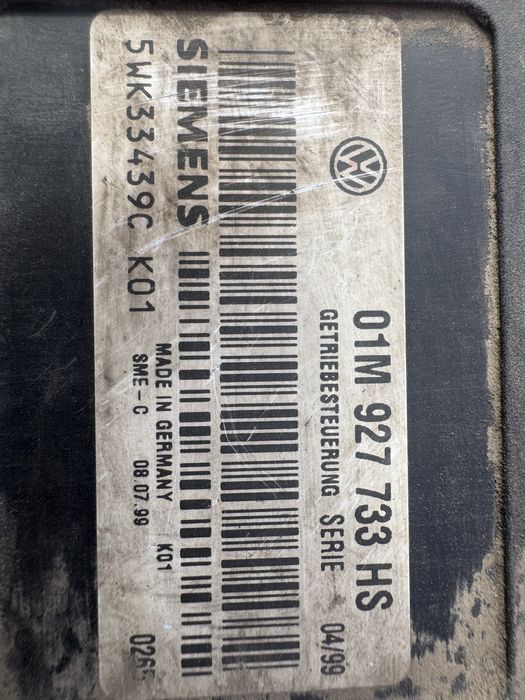 01M 927 733 HS
GETRIEBESTEUERUNG SERIE 04/99
SIEMENS
MADE IN GERMANY K01
SME-C 08.07.99
5WK33439C K01